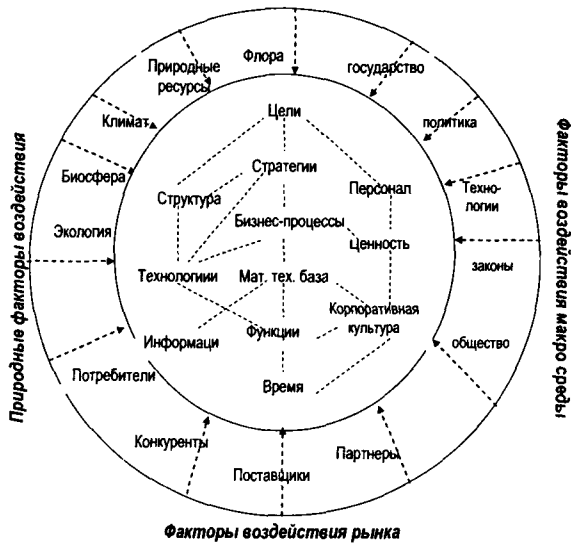 Флора
Природные
ресурсы
государство
Климат
политика
Биосфера
Техно-
логии
Экология
законы
общество
Потребители
Конкуренты
Поставщики
Партнеры
Цели
Стратегии
Структура
Персонал
Бизнес-процессы
Ценность
Технологиии
Мат. тех. база
Корпоративная
культура
Информаци
Функции
Время
Природные факторы воздействия
Факторы воздействия макро среды
Факторы воздействия рынка